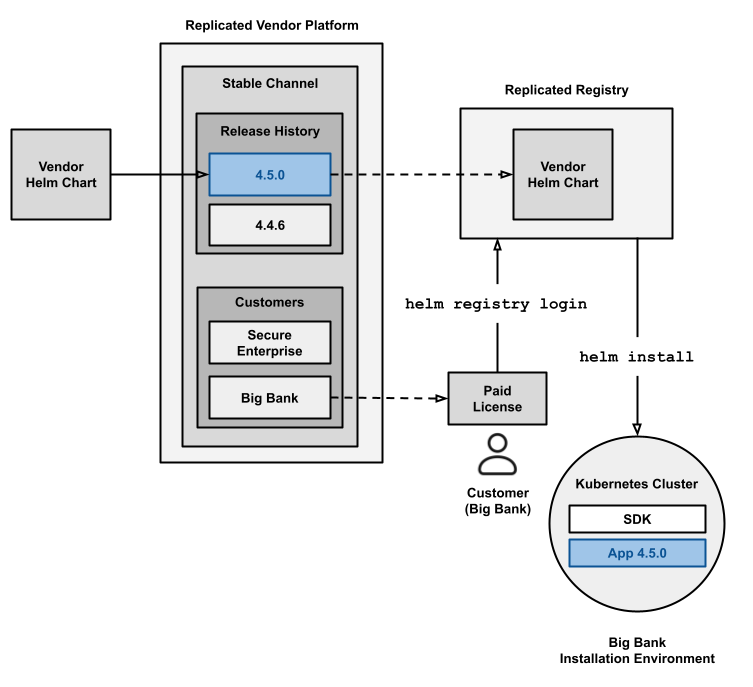 Replicated Vendor Platform
Stable Channel
Release History
4.5.0
4.4.6
Vendor
Helm Chart
Customers
Secure
Enterprise
Big Bank
Replicated Registry
Vendor
Helm Chart
helm registry login
helm install
Paid
License
Customer
(Big Bank)
Kubernetes Cluster
SDK
App 4.5.0
Big Bank
Installation Environment